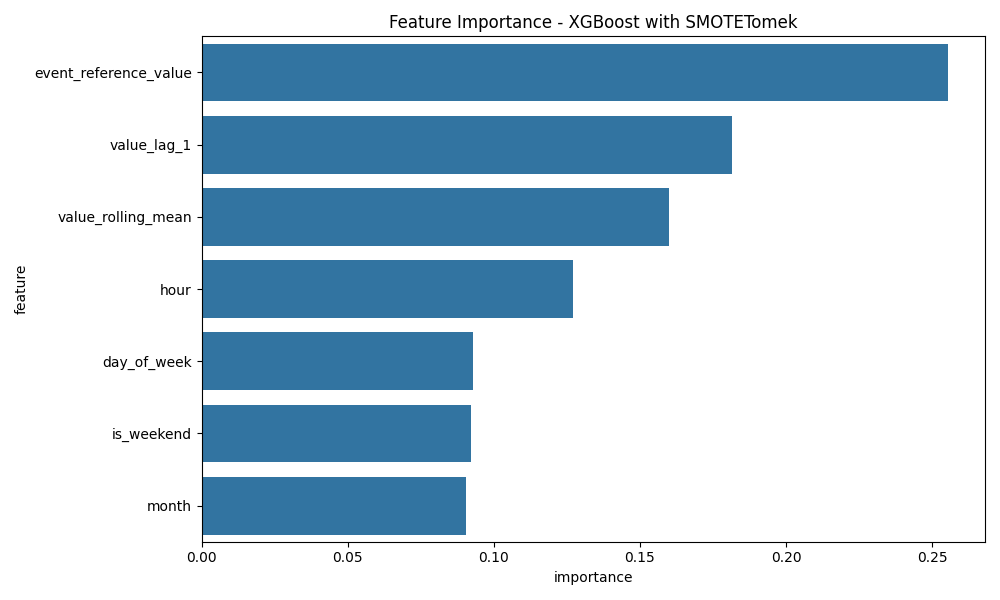 Feature Importance - XGBoost with SMOTETomek
event_reference_value
value_lag_1
value_rolling_mean
hour
day_of_week
is_weekend
month
feature
0.00 0.05 0.10 0.15 0.20 0.25
importance